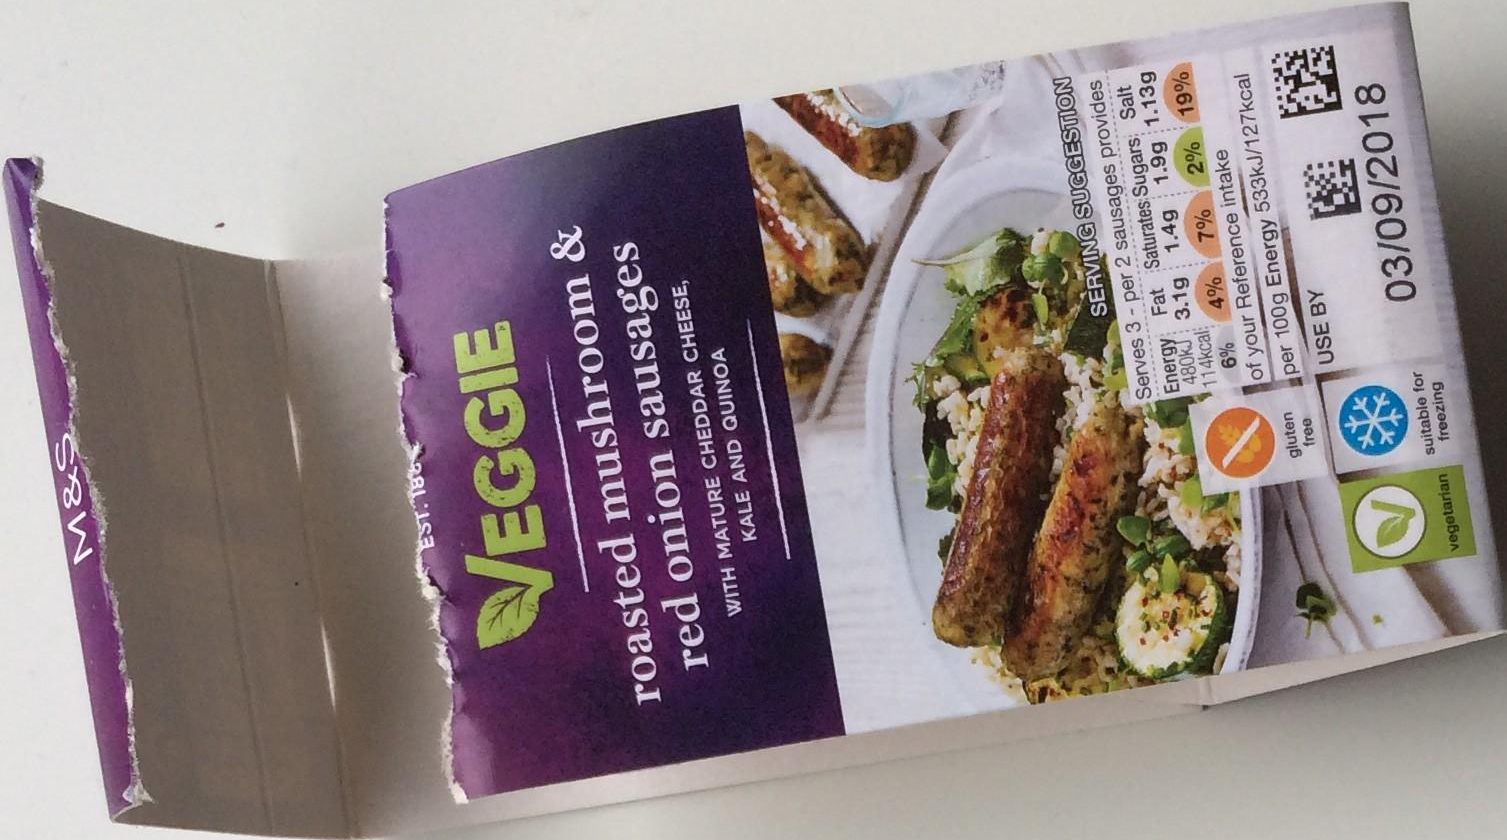 M&S
EST. 188
VEGGIE
roasted mushroom &
red onion sausages
WITH MATURE CHEDDAR CHEESE,
KALE AND QUINOA
SERVING SUGGESTION
Serves 3 - per 2 sausages provides
Energy Fat Saturates Sugars Salt
480kJ 3.1g 1.4g 1.9g 1.13g
114kcal
6% 4% 7% 2% 19%
of your Reference intake
per 100g Energy 533kJ/127kcal
gluten
free
USE BY
03/09/2018
suitable for
freezing
vegetarian